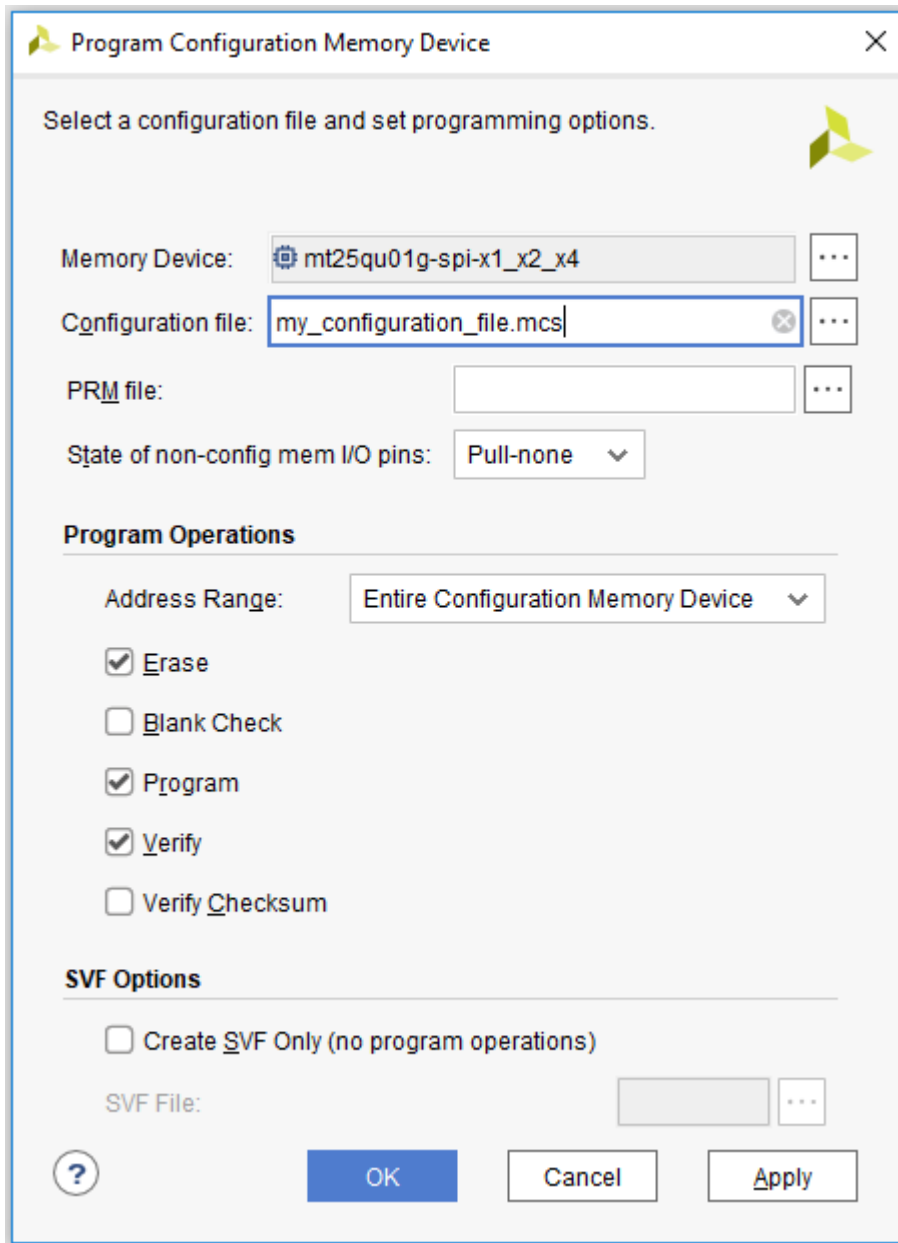 Program Configuration Memory Device
Select a configuration file and set programming options.
Memory Device: mt25qu01g-spi-x1_x2_x4 ...
Configuration file: my_configuration_file.mcs ...
PRM file: ...
State of non-config mem I/O pins: Pull-none
Program Operations
Address Range: Entire Configuration Memory Device
Erase
Blank Check
Program
Verify
Verify Checksum
SVF Options
Create SVF Only (no program operations)
SVF File: ...
? OK Cancel Apply